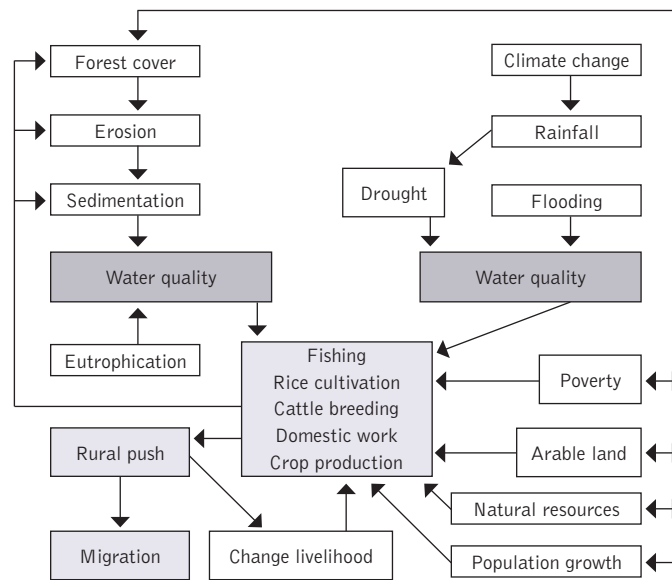 Forest cover
Climate change
Erosion
Rainfall
Sedimentation
Drought
Flooding
Water quality
Water quality
Eutrophication
Fishing
Rice cultivation
Cattle breeding
Domestic work
Crop production
Poverty
Rural push
Arable land
Natural resources
Migration
Change livelihood
Population growth